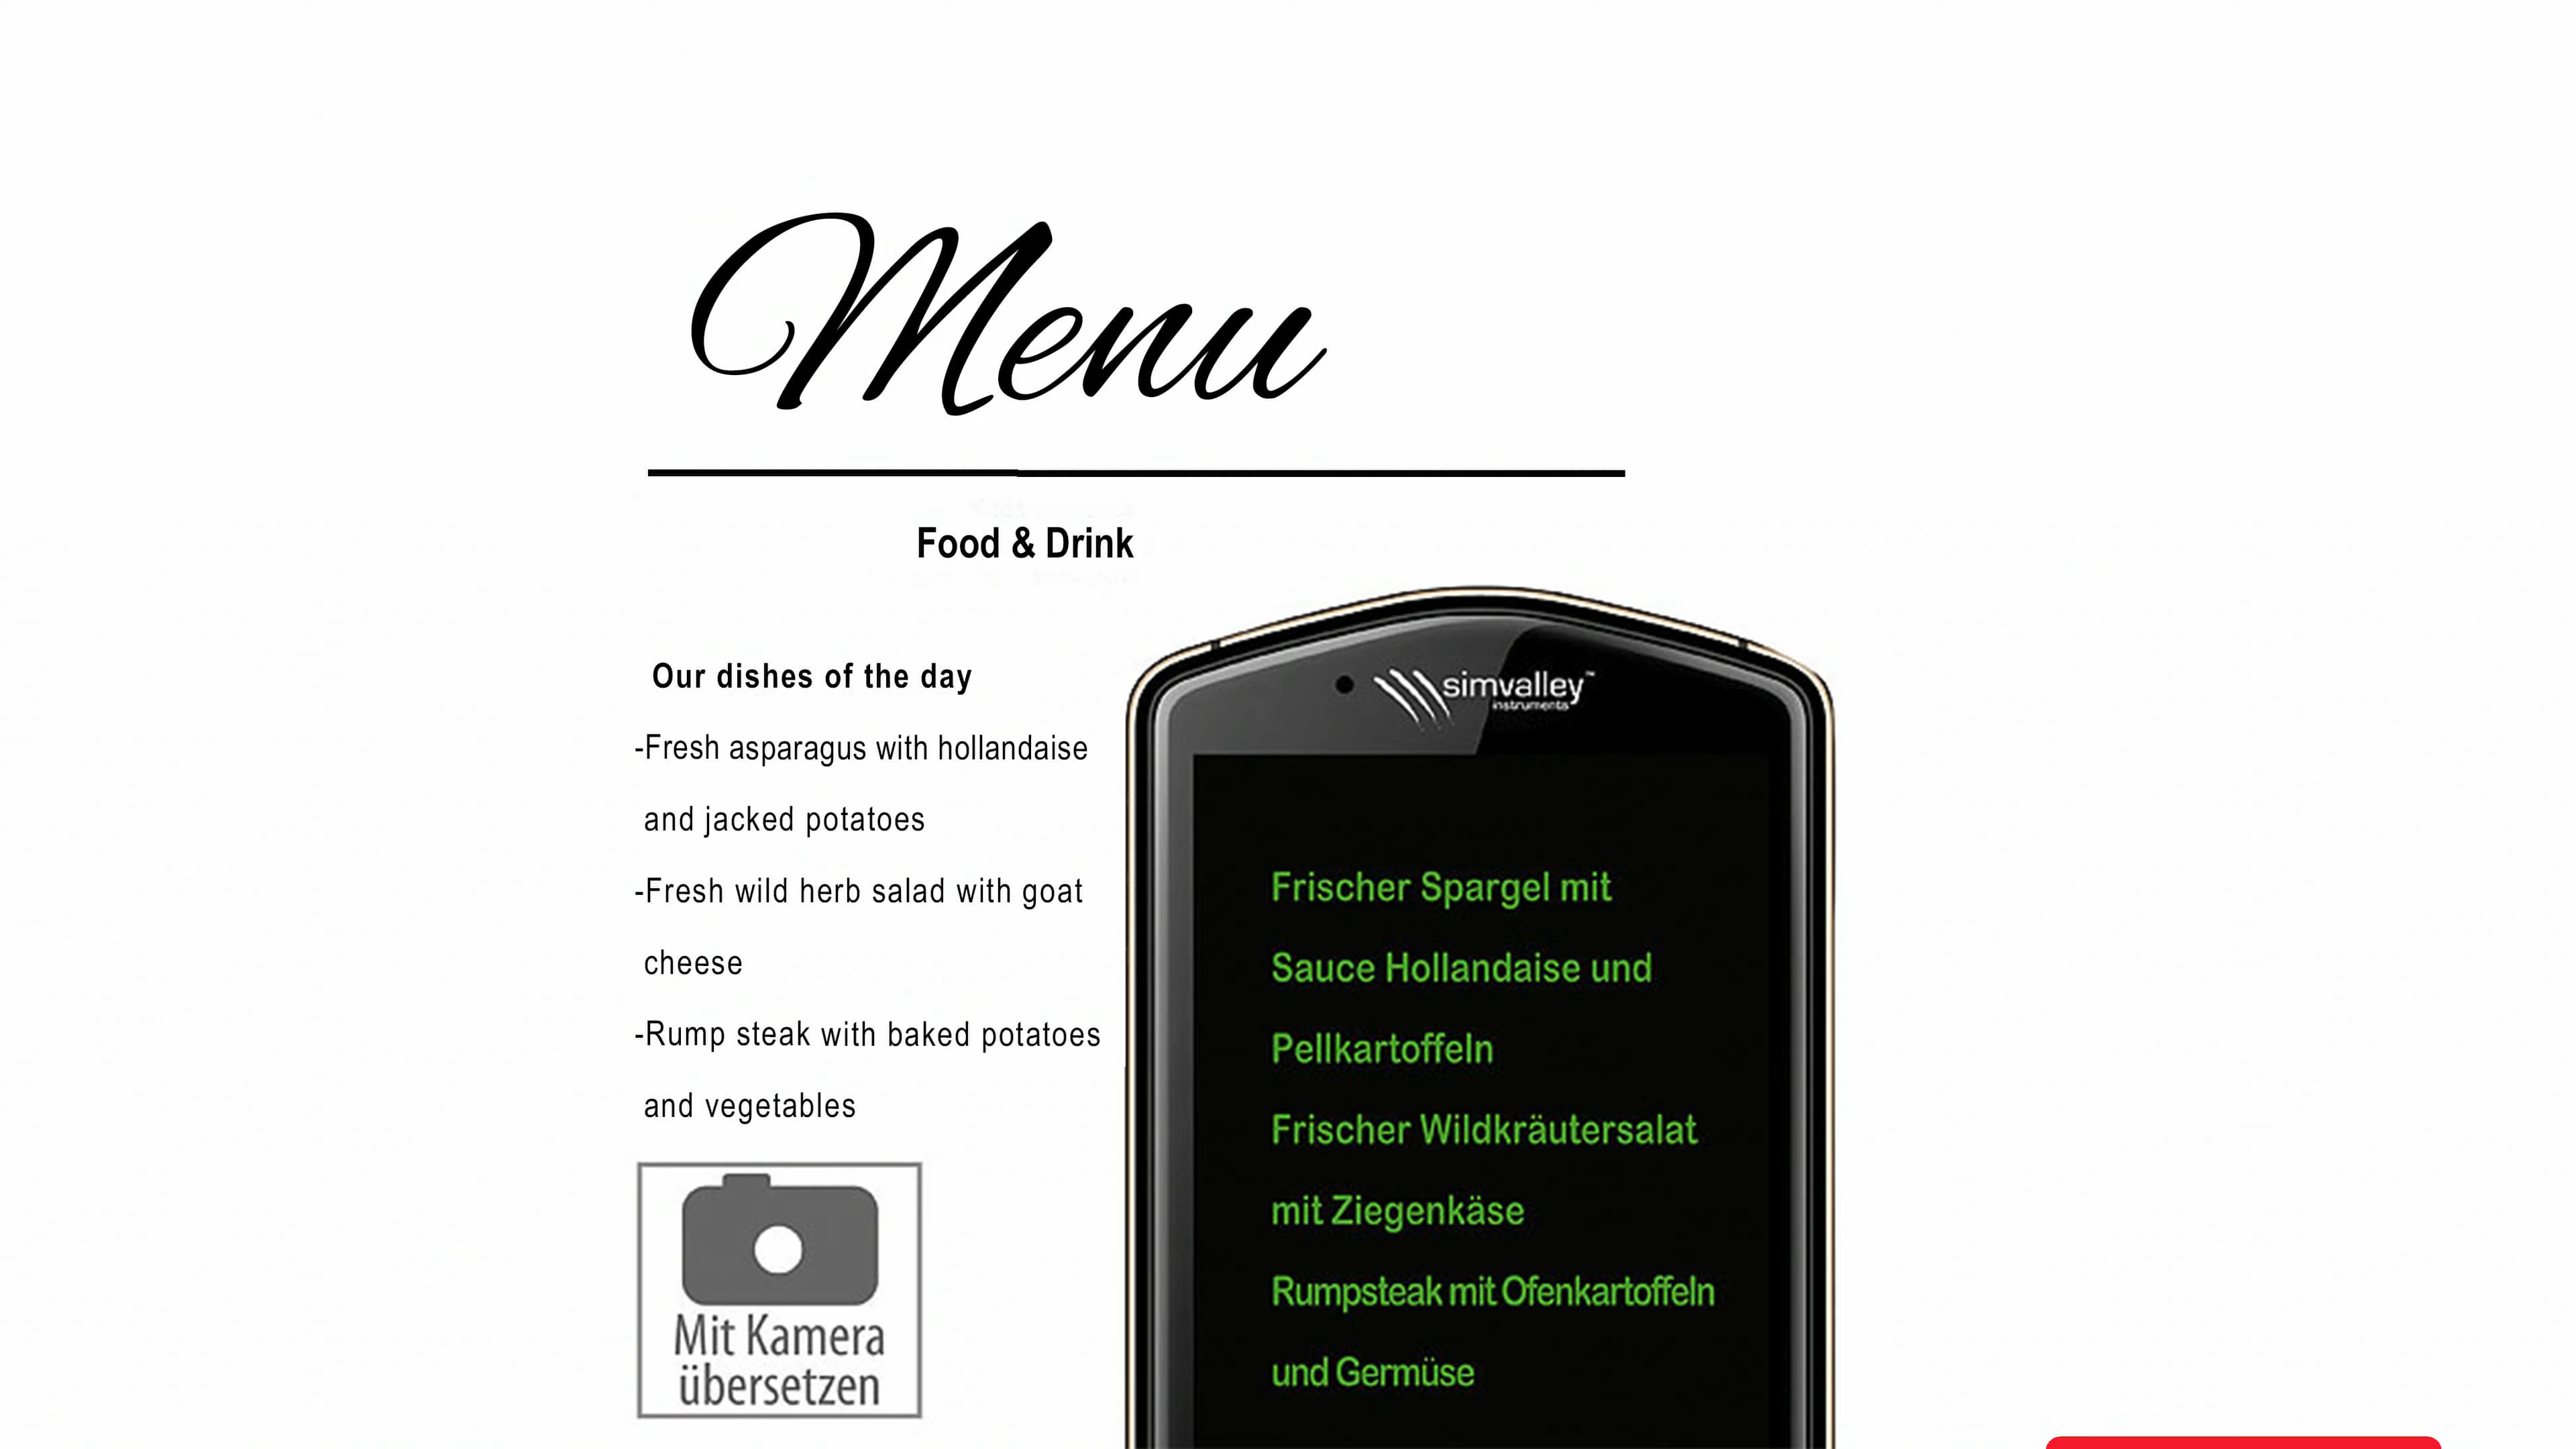 Menu
Food & Drink
Our dishes of the day
-Fresh asparagus with hollandaise
and jacked potatoes
-Fresh wild herb salad with goat
cheese
-Rump steak with baked potatoes
and vegetables
Mit Kamera
übersetzen
simvalley™
instruments
Frischer Spargel mit
Sauce Hollandaise und
Pellkartoffeln
Frischer Wildkräutersalat
mit Ziegenkäse
Rumpsteak mit Ofenkartoffeln
und Germüse